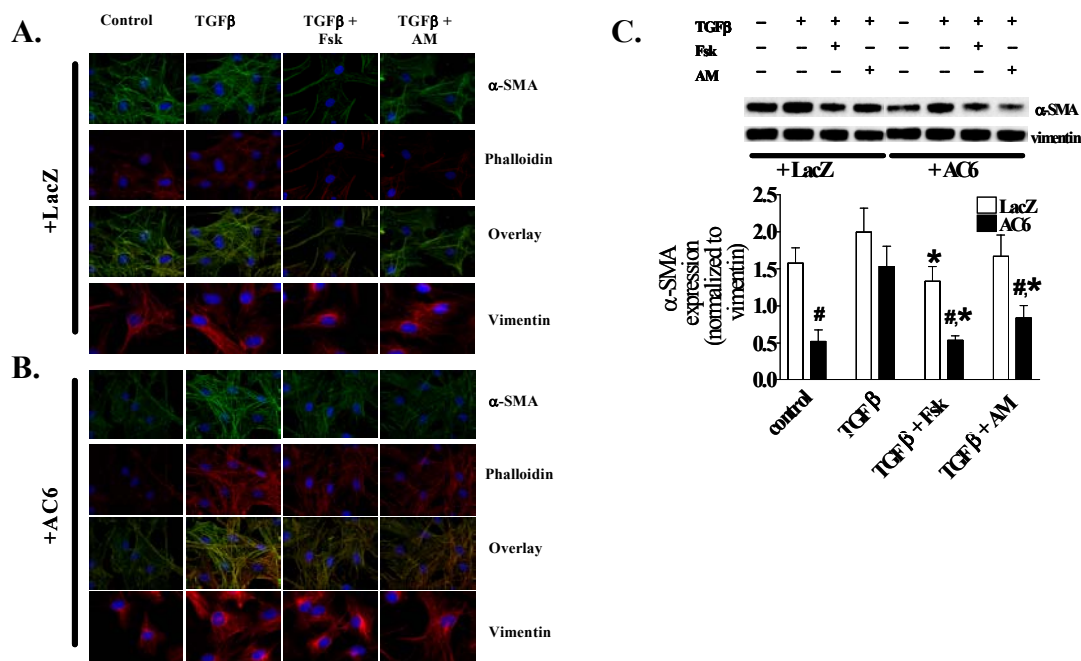 A.
Control TGFβ TGFβ + Fsk TGFβ + AM
+LacZ
α-SMA
Phalloidin
Overlay
Vimentin
B.
+AC6
α-SMA
Phalloidin
Overlay
Vimentin
C.
TGFβ – + + + – + + +
Fsk – – + – – – + –
AM – – – + – – – +
α-SMA
vimentin
+LacZ +AC6
α-SMA
expression
(normalized to
vimentin)
2.5
2.0
1.5
1.0
0.5
0.0
LacZ
AC6
#
*
#,*
#,*
control
TGFβ
TGFβ + Fsk
TGFβ + AM